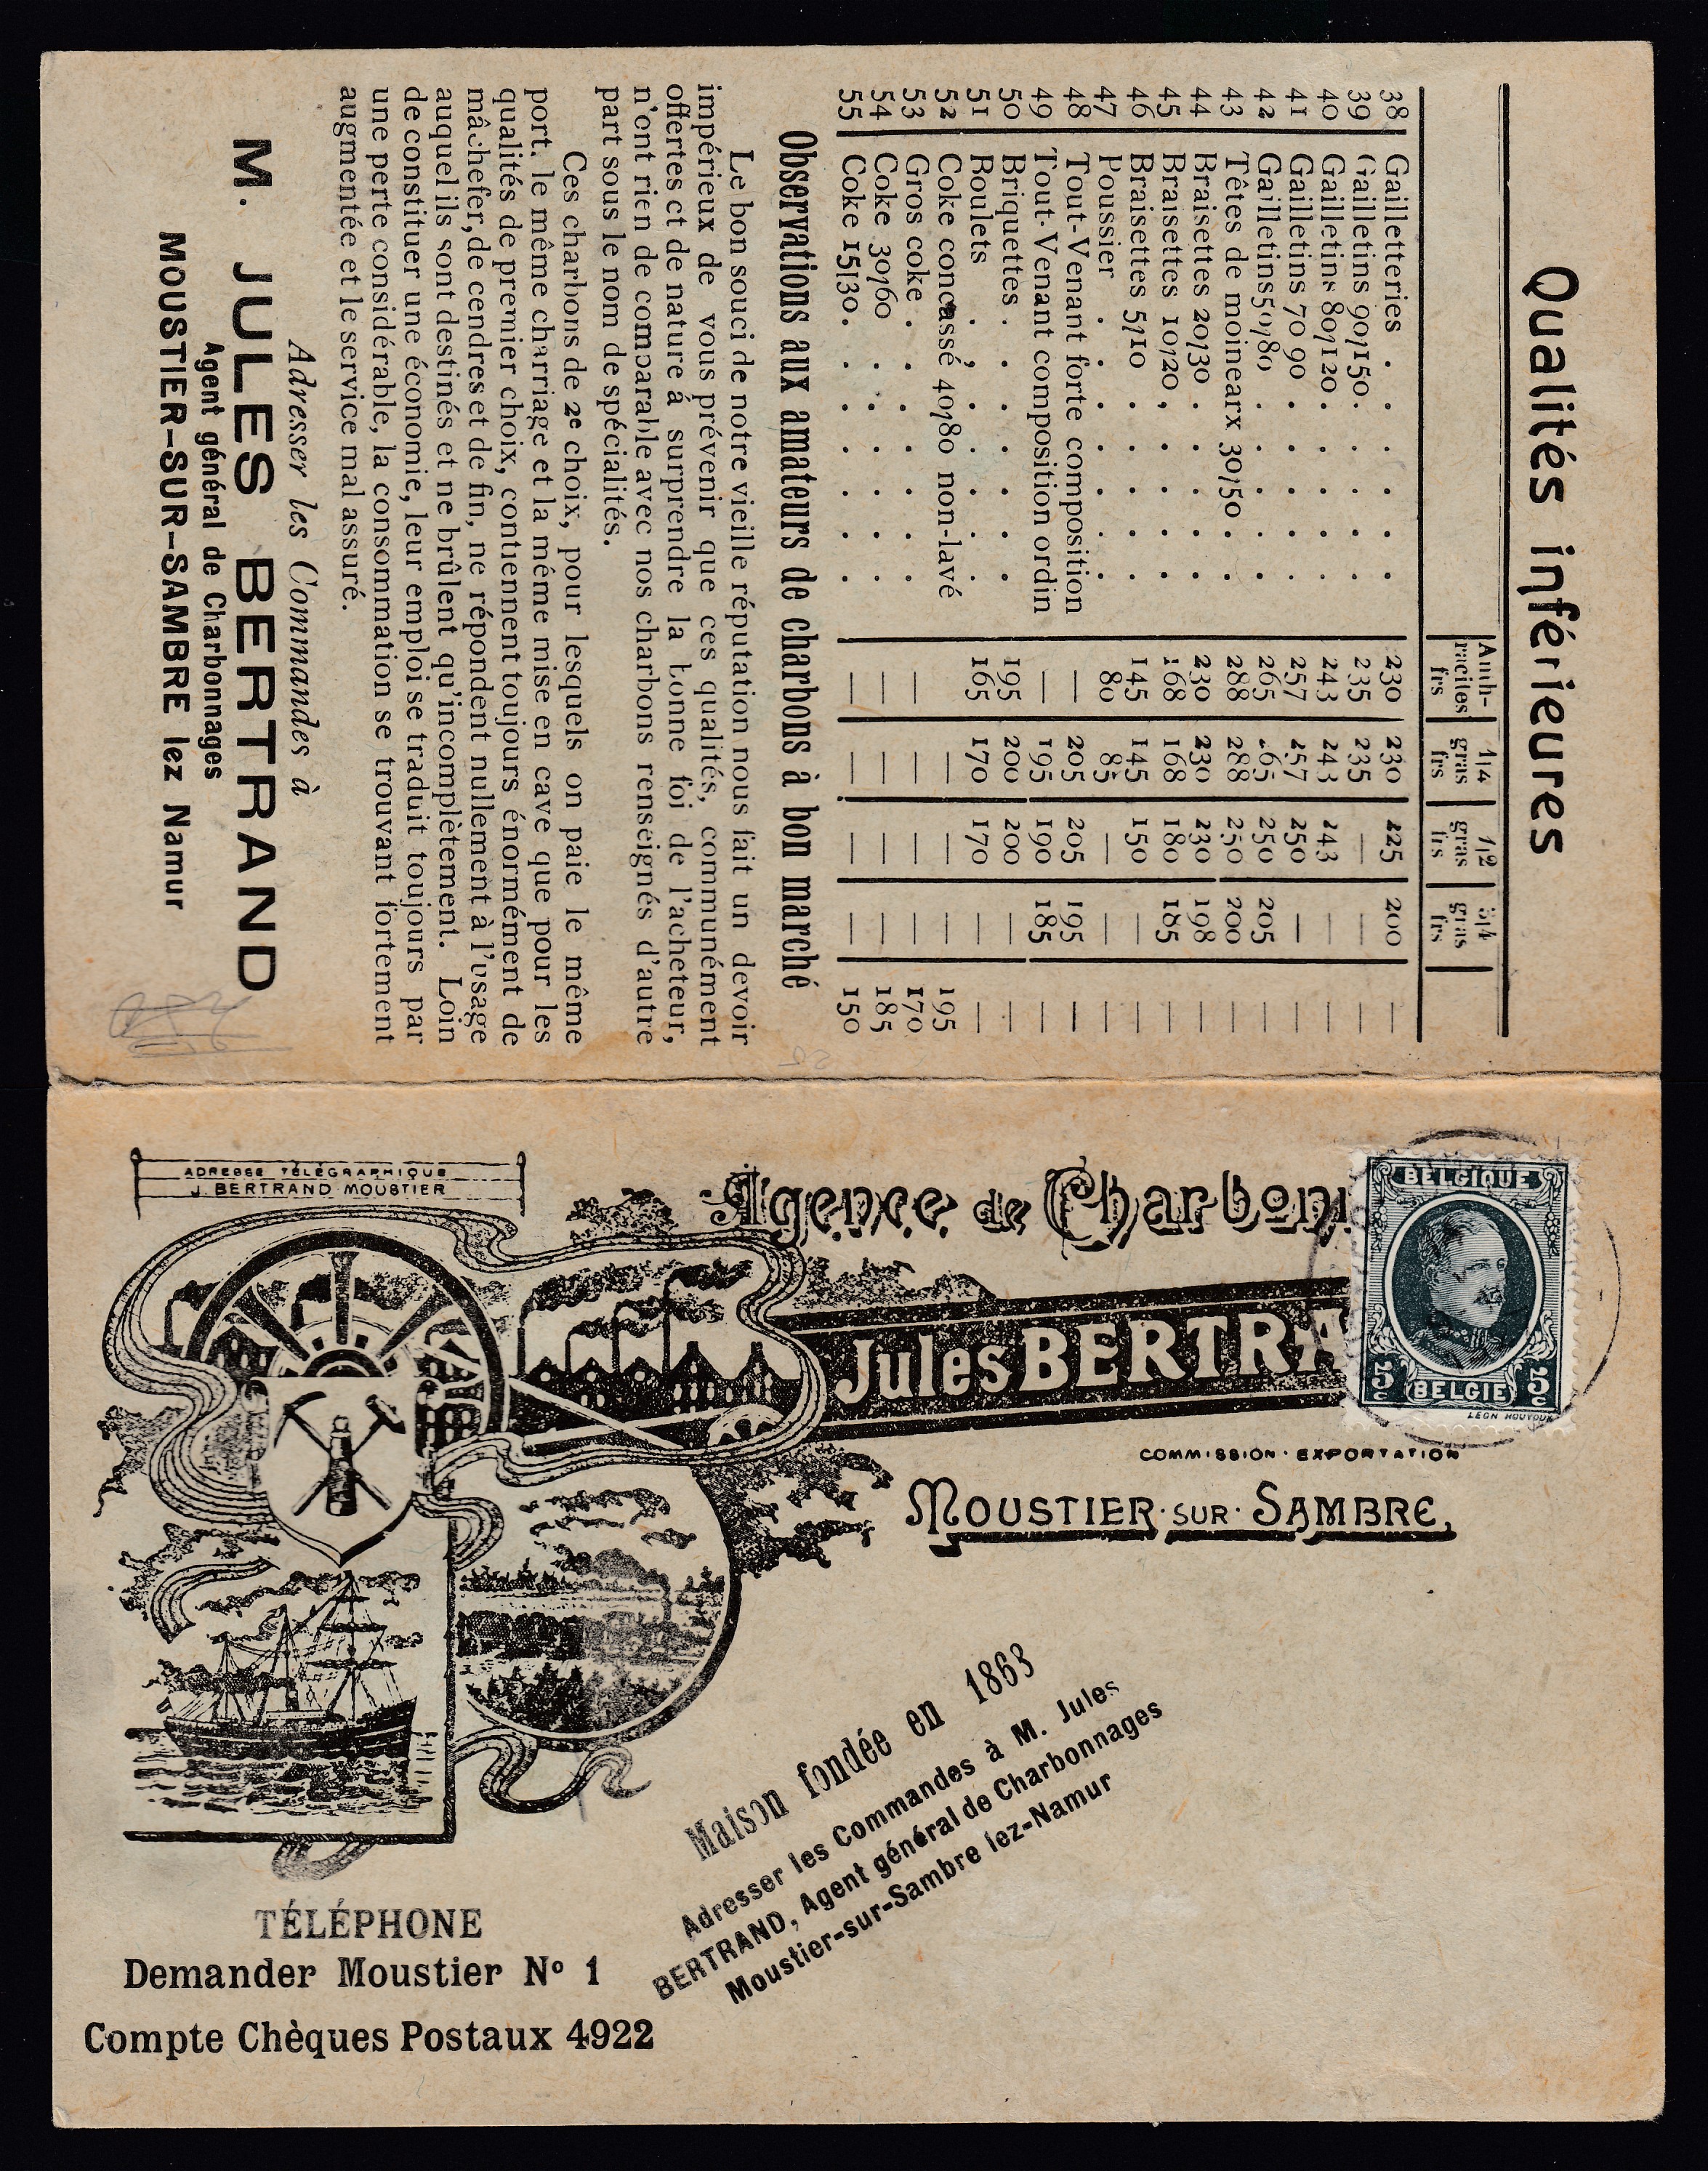 Qualités inférieures
Anth-racites frs | 1/4 gras frs | 1/2 gras frs | 3/4 gras frs
38 Gailletteries . . . . . 230 230 225 200 —
39 Gailletins 90/150 . . . . 235 235 — — —
40 Gailletins 80/120 . . . . 243 243 243 — —
41 Gailletins 70 90 . . . . 257 257 250 — —
42 Gailletins 50/80 . . . . 265 265 250 205 —
43 Têtes de moinearx 30/50 . . 288 288 250 200 —
44 Braisettes 20/30 . . . . 230 230 230 198 —
45 Braisettes 10/20 . . . . 168 168 180 185 —
46 Braisettes 5/10 . . . . 145 145 150 — —
47 Poussier . . . . . 80 85 — — —
48 Tout-Venant forte composition — 205 205 195 —
49 Tout-Venant composition ordin — 195 190 185 —
50 Briquettes . . . . . 195 200 200 — —
51 Boulets . . . . . 165 170 170 — —
52 Coke concassé 40/80 non-lavé — — — — 195
53 Gros coke . . . . . — — — — 170
54 Coke 30/60 . . . . . — — — — 185
55 Coke 15/30 . . . . . — — — — 150
Observations aux amateurs de charbons à bon marché
Le bon souci de notre vieille réputation nous fait un devoir
impérieux de vous prévenir que ces qualités, communément
offertes et de nature á surprendre la bonne foi de l'acheteur,
n'ont rien de comparable avec nos charbons renseignés d'autre
part sous le nom de spécialités.
Ces charbons de 2e choix, pour lesquels on paie le même
port, le même charriage et la même mise en cave que pour les
qualités de premier choix, contiennent toujours énormément de
mâchefer, de cendres et de fin, ne répondent nullement à l'usage
auquel ils sont destinés et ne brûlent qu'incomplètement. Loin
de constituer une économie, leur emploi se traduit toujours par
une perte considérable, la consommation se trouvant fortement
augmentée et le service mal assuré.
Adresser les Commandes à
M. JULES BERTRAND
Agent général de Charbonnages
MOUSTIER-SUR-SAMBRE lez Namur
ADRESSE TÉLÉGRAPHIQUE
J. BERTRAND MOUSTIER
Agence de Charbon
Jules BERTRA
COMMISSION · EXPORTATION
MOUSTIER · SUR · SAMBRE,
BELGIQUE
5c 5c
BELGIE
LEON HOUYOUX
Maison fondée en 1863
Adresser les Commandes à M. Jules
BERTRAND, Agent général de Charbonnages
Moustier-sur-Sambre lez-Namur
TÉLÉPHONE
Demander Moustier No 1
Compte Chèques Postaux 4922